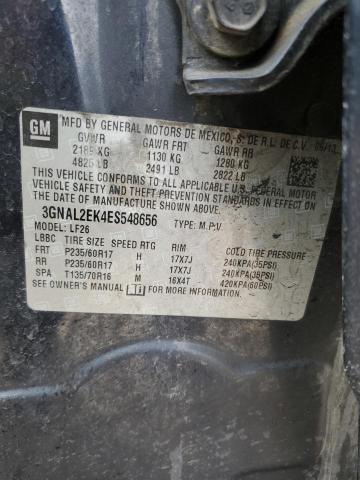 GM
MFD BY GENERAL MOTORS DE MEXICO, S. DE R.L. DE C.V. 09/13
GVWR GAWR FRT GAWR RR
2189 KG 1130 KG 1280 KG
4825 LB 2491 LB 2822 LB
THIS VEHICLE CONFORMS TO ALL APPLICABLE U.S. FEDERAL MOTOR
VEHICLE SAFETY, BUMPER, AND THEFT PREVENTION STANDARDS
IN EFFECT ON THE DATE OF MANUFACTURE SHOWN ABOVE.
3GNAL2EK4ES548656 TYPE: M.P.V.
MODEL: LF26
LBBC TIRE SIZE SPEED RTG RIM COLD TIRE PRESSURE
FRT P235/60R17 H 17X7J 240KPA(35PSI)
RR P235/60R17 H 17X7J 240KPA(35PSI)
SPA T135/70R16 M 16X4T 420KPA(60PSI)
SEE OWNER'S MANUAL FOR MORE INFORMATION.